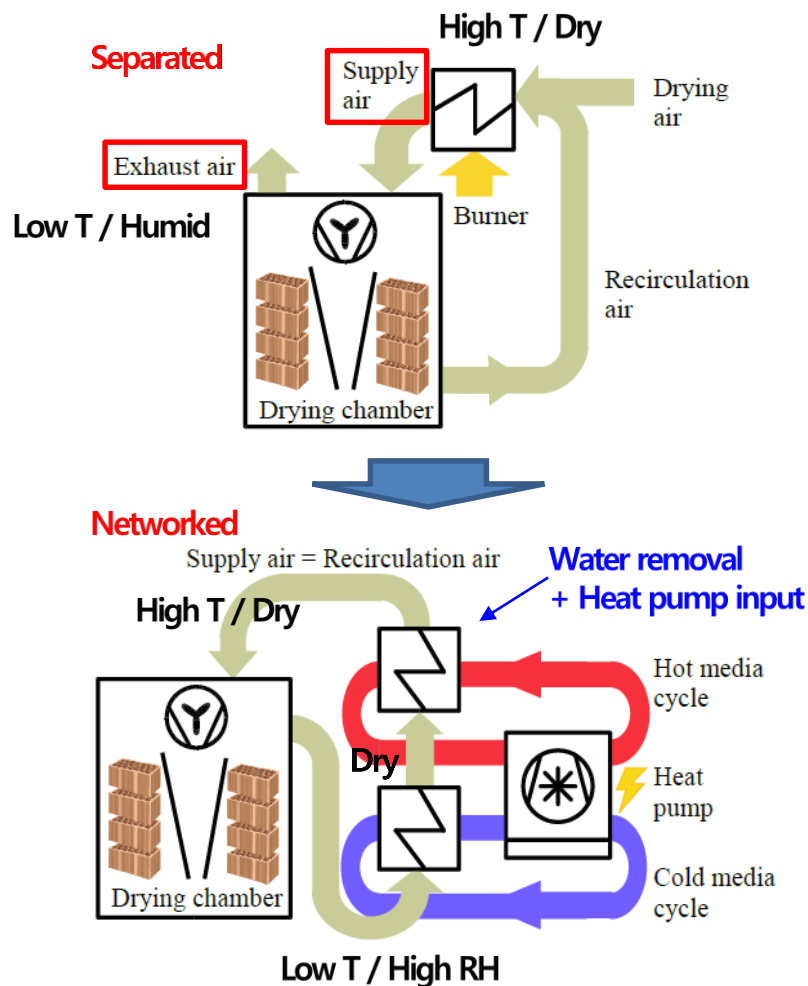 High T / Dry
Separated
Supply
air
Drying
air
Exhaust air
Burner
Low T / Humid
Recirculation
air
Drying chamber
Networked
Supply air = Recirculation air
Water removal
+ Heat pump input
High T / Dry
Hot media
cycle
Dry
Heat
pump
Drying chamber
Cold media
cycle
Low T / High RH